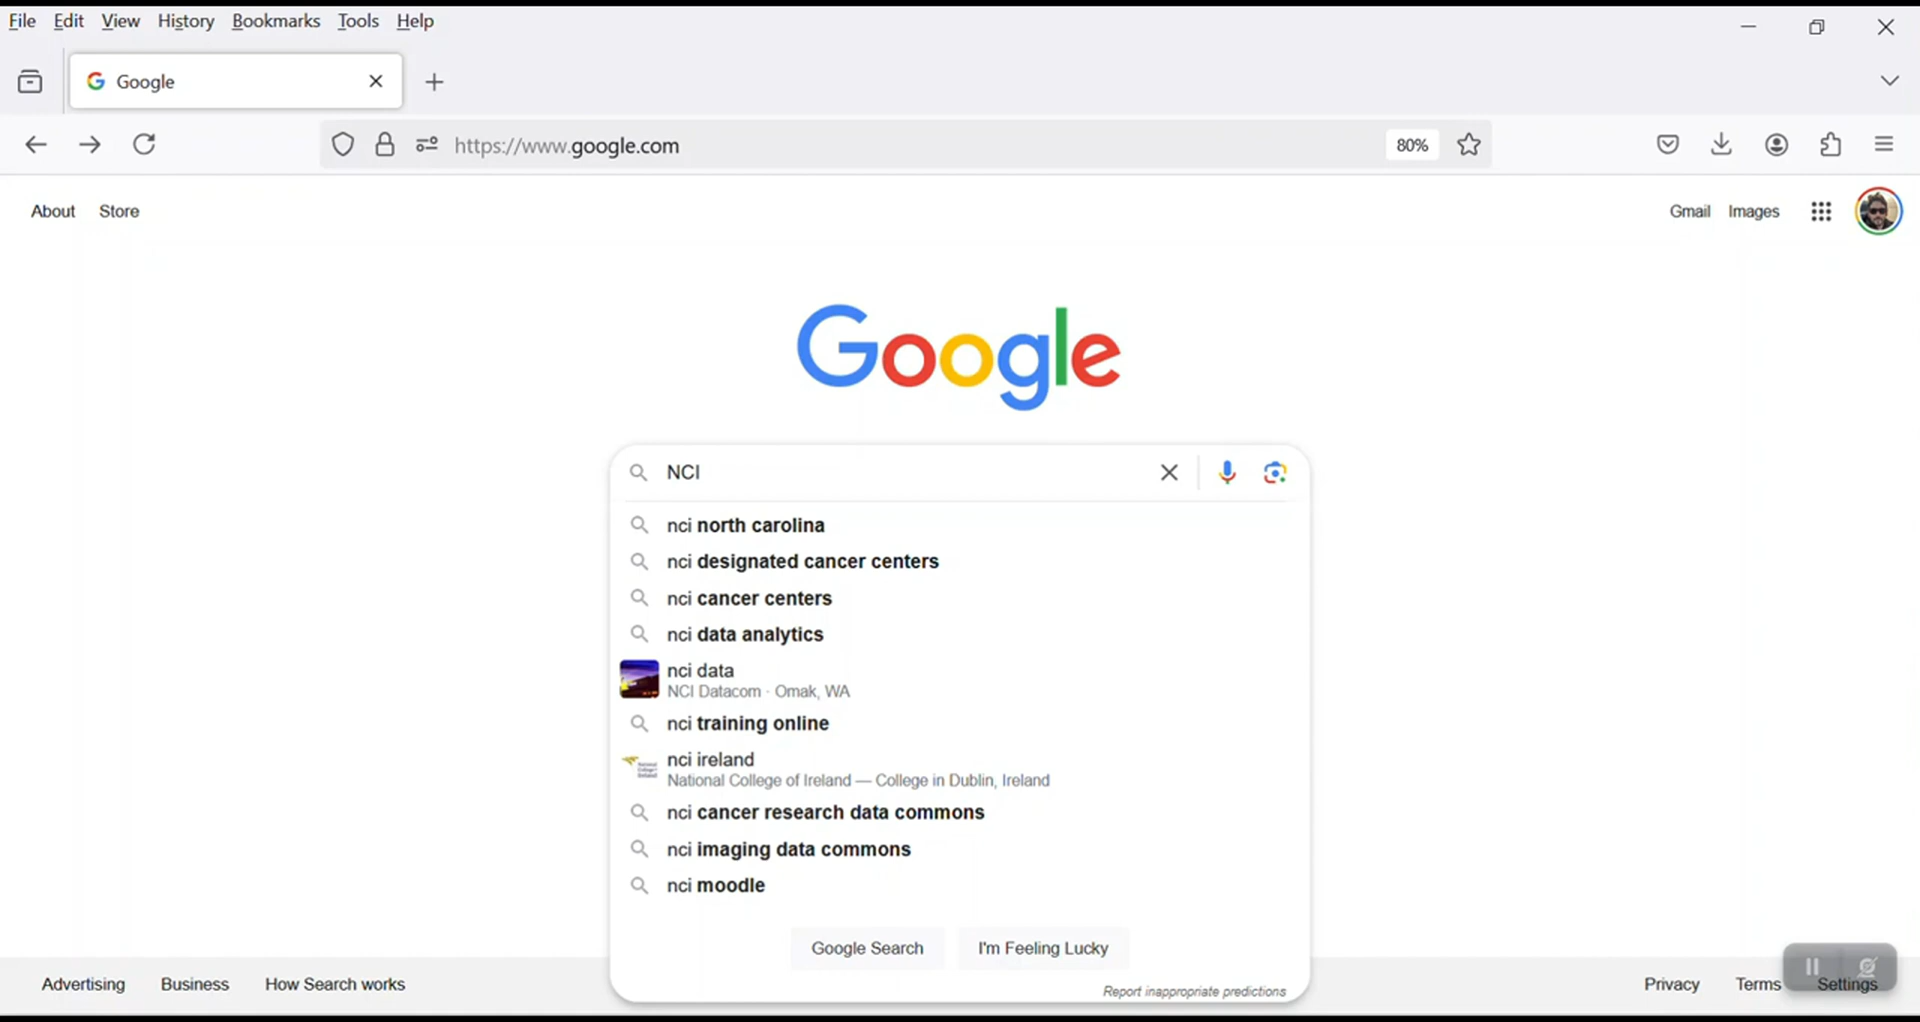 File Edit View History Bookmarks Tools Help
Google
https://www.google.com
80%
About Store
Gmail Images
Google
NCI
nci north carolina
nci designated cancer centers
nci cancer centers
nci data analytics
nci data
NCI Datacom · Omak, WA
nci training online
nci ireland
National College of Ireland — College in Dublin, Ireland
nci cancer research data commons
nci imaging data commons
nci moodle
Google Search
I'm Feeling Lucky
Report inappropriate predictions
Advertising Business How Search works
Privacy Terms Settings